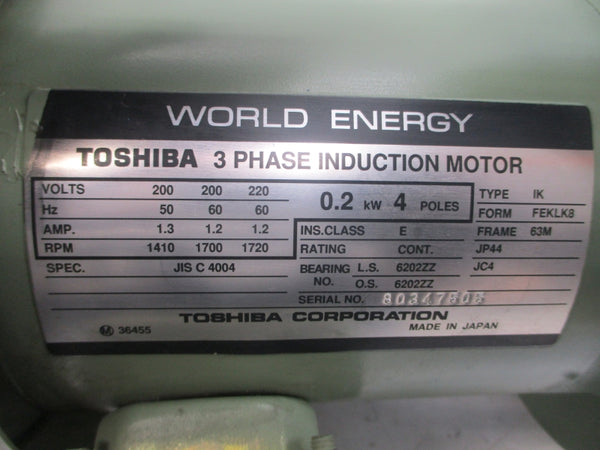 WORLD ENERGY
TOSHIBA 3 PHASE INDUCTION MOTOR
VOLTS 200 200 220
Hz 50 60 60
AMP. 1.3 1.2 1.2
RPM 1410 1700 1720
SPEC. JIS C 4004
0.2 kW 4 POLES
INS.CLASS E
RATING CONT.
BEARING NO. L.S. 6202ZZ
O.S. 6202ZZ
SERIAL NO.
TYPE IK
FORM FEKLK8
FRAME 63M
JP44
JC4
TOSHIBA CORPORATION
Ⓜ 36455
MADE IN JAPAN